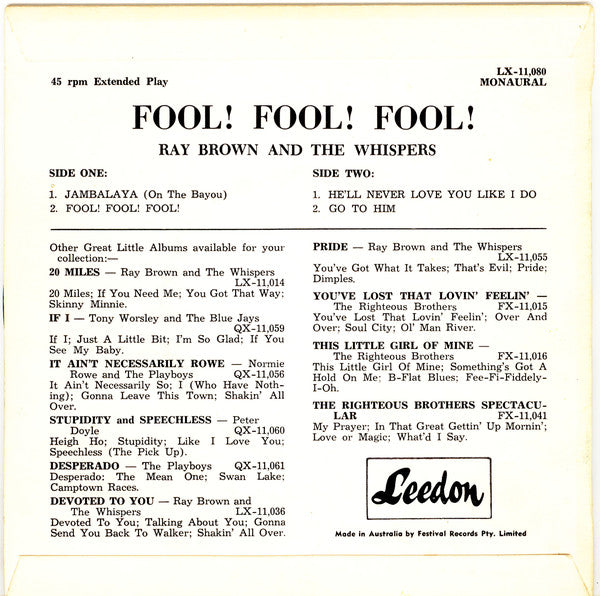 45 rpm Extended Play
LX-11,080
MONAURAL
FOOL! FOOL! FOOL!
RAY BROWN AND THE WHISPERS
SIDE ONE:
1. JAMBALAYA (On The Bayou)
2. FOOL! FOOL! FOOL!
SIDE TWO:
1. HE'LL NEVER LOVE YOU LIKE I DO
2. GO TO HIM
Other Great Little Albums available for your
collection:—
20 MILES — Ray Brown and The Whispers
LX-11,014
20 Miles; If You Need Me; You Got That Way;
Skinny Minnie.
IF I — Tony Worsley and The Blue Jays
QX-11,059
If I; Just A Little Bit; I'm So Glad; If You
See My Baby.
IT AIN'T NECESSARILY ROWE — Normie
Rowe and The Playboys QX-11,056
It Ain't Necessarily So; I (Who Have Noth-
ing); Gonna Leave This Town; Shakin' All
Over.
STUPIDITY and SPEECHLESS — Peter
Doyle QX-11,060
Heigh Ho; Stupidity; Like I Love You;
Speechless (The Pick Up).
DESPERADO — The Playboys QX-11,061
Desperado: The Mean One; Swan Lake;
Camptown Races.
DEVOTED TO YOU — Ray Brown and
The Whispers LX-11,036
Devoted To You; Talking About You; Gonna
Send You Back To Walker; Shakin' All Over.
PRIDE — Ray Brown and The Whispers
LX-11,055
You've Got What It Takes; That's Evil; Pride;
Dimples.
YOU'VE LOST THAT LOVIN' FEELIN' —
The Righteous Brothers FX-11,015
You've Lost That Lovin' Feelin'; Over And
Over; Soul City; Ol' Man River.
THIS LITTLE GIRL OF MINE —
The Righteous Brothers FX-11,016
This Little Girl Of Mine; Something's Got A
Hold On Me; B-Flat Blues; Fee-Fi-Fiddely-
I-Oh.
THE RIGHTEOUS BROTHERS SPECTACU-
LAR FX-11,041
My Prayer; In That Great Gettin' Up Mornin';
Love or Magic; What'd I Say.
Leedon
Made in Australia by Festival Records Pty. Limited